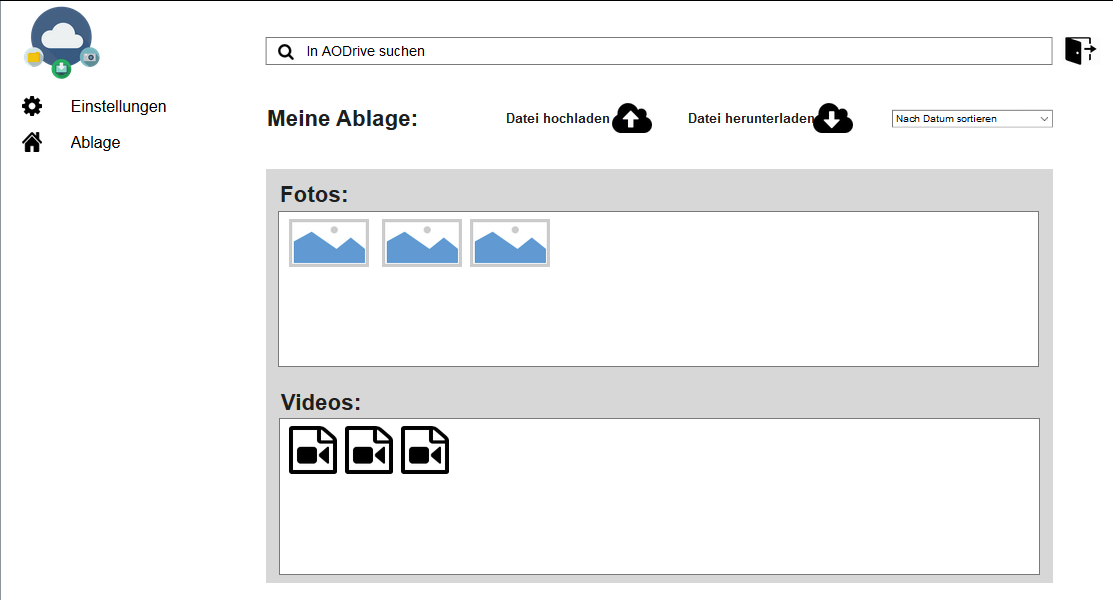 In AODrive suchen
Einstellungen
Ablage
Meine Ablage:
Datei hochladen
Datei herunterladen
Nach Datum sortieren
Fotos:
Videos: